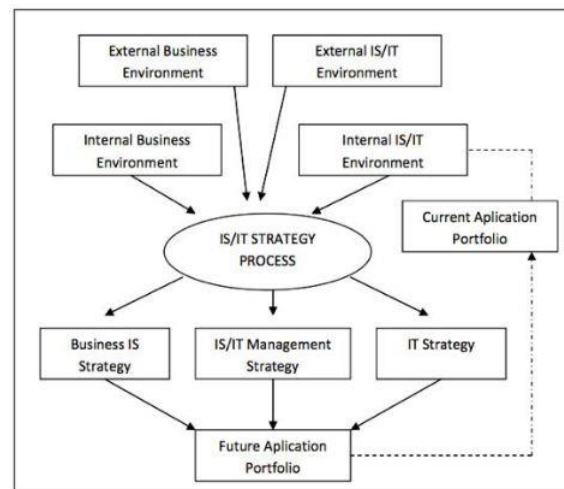 External Business
Environment
External IS/IT
Environment
Internal Business
Environment
Internal IS/IT
Environment
Current Aplication
Portfolio
IS/IT STRATEGY
PROCESS
Business IS
Strategy
IS/IT Management
Strategy
IT Strategy
Future Aplication
Portfolio